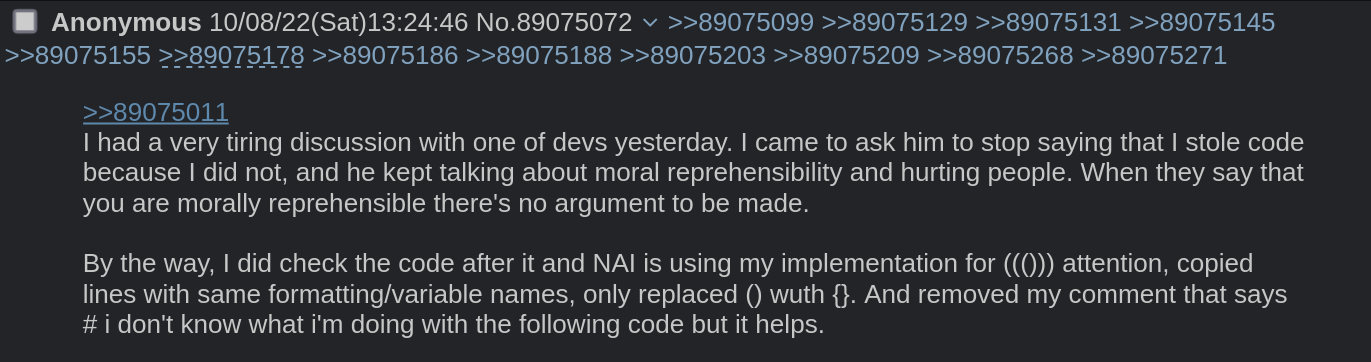 Anonymous 10/08/22(Sat)13:24:46 No.89075072 >>89075099 >>89075129 >>89075131 >>89075145
>>89075155 >>89075178 >>89075186 >>89075188 >>89075203 >>89075209 >>89075268 >>89075271
>>89075011
I had a very tiring discussion with one of devs yesterday. I came to ask him to stop saying that I stole code
because I did not, and he kept talking about moral reprehensibility and hurting people. When they say that
you are morally reprehensible there's no argument to be made.
By the way, I did check the code after it and NAI is using my implementation for ((())) attention, copied
lines with same formatting/variable names, only replaced () wuth {}. And removed my comment that says
# i don't know what i'm doing with the following code but it helps.